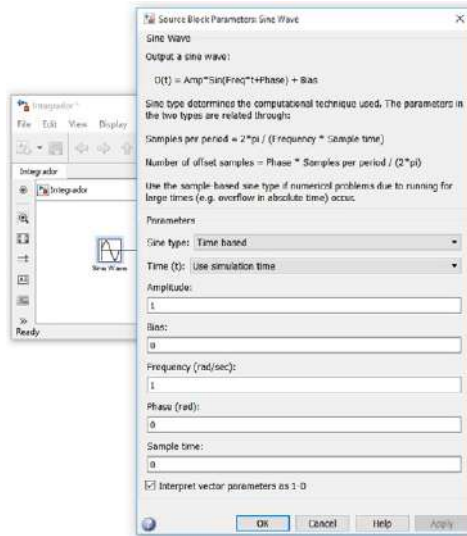 Source Block Parameters: Sine Wave
Sine Wave
Output a sine wave:
O(t) = Amp*Sin(Freq*t+Phase) + Bias
Sine type determines the computational technique used. The parameters in
the two types are related through:
Samples per period = 2*pi / (Frequency * Sample time)
Number of offset samples = Phase * Samples per period / (2*pi)
Use the sample based sine type if numerical problems due to running for
large times (e.g. overflow in absolute time) occur.
Parameters
Sine type: Time based
Time (t): Use simulation time
Amplitude:
1
Bias:
0
Frequency (rad/sec):
1
Phase (rad):
0
Sample time:
0
Interpret vector parameters as 1-D
OK Cancel Help Apply
Integrador *
File Edit View Display
Integrador
Integrador
Sine Wave
Ready